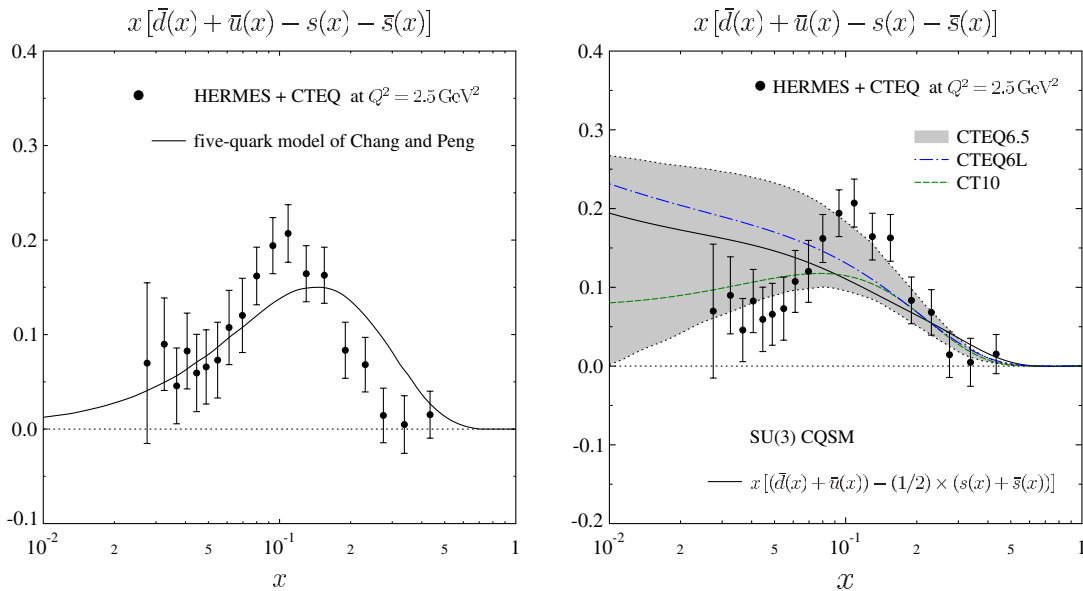 x [d̄(x) + ū(x) − s(x) − s̄(x)]
0.4
HERMES + CTEQ at Q² = 2.5 GeV²
0.3
five-quark model of Chang and Peng
0.2
0.1
0.0
-0.1
10⁻² 2 5 10⁻¹ 2 5 1
x
x [d̄(x) + ū(x) − s(x) − s̄(x)]
0.4
HERMES + CTEQ at Q² = 2.5 GeV²
0.3
CTEQ6.5
CTEQ6L
CT10
0.2
0.1
0.0
-0.1
SU(3) CQSM
x [(d̄(x) + ū(x)) − (1/2) × (s(x) + s̄(x))]
-0.2
10⁻² 2 5 10⁻¹ 2 5 1
x